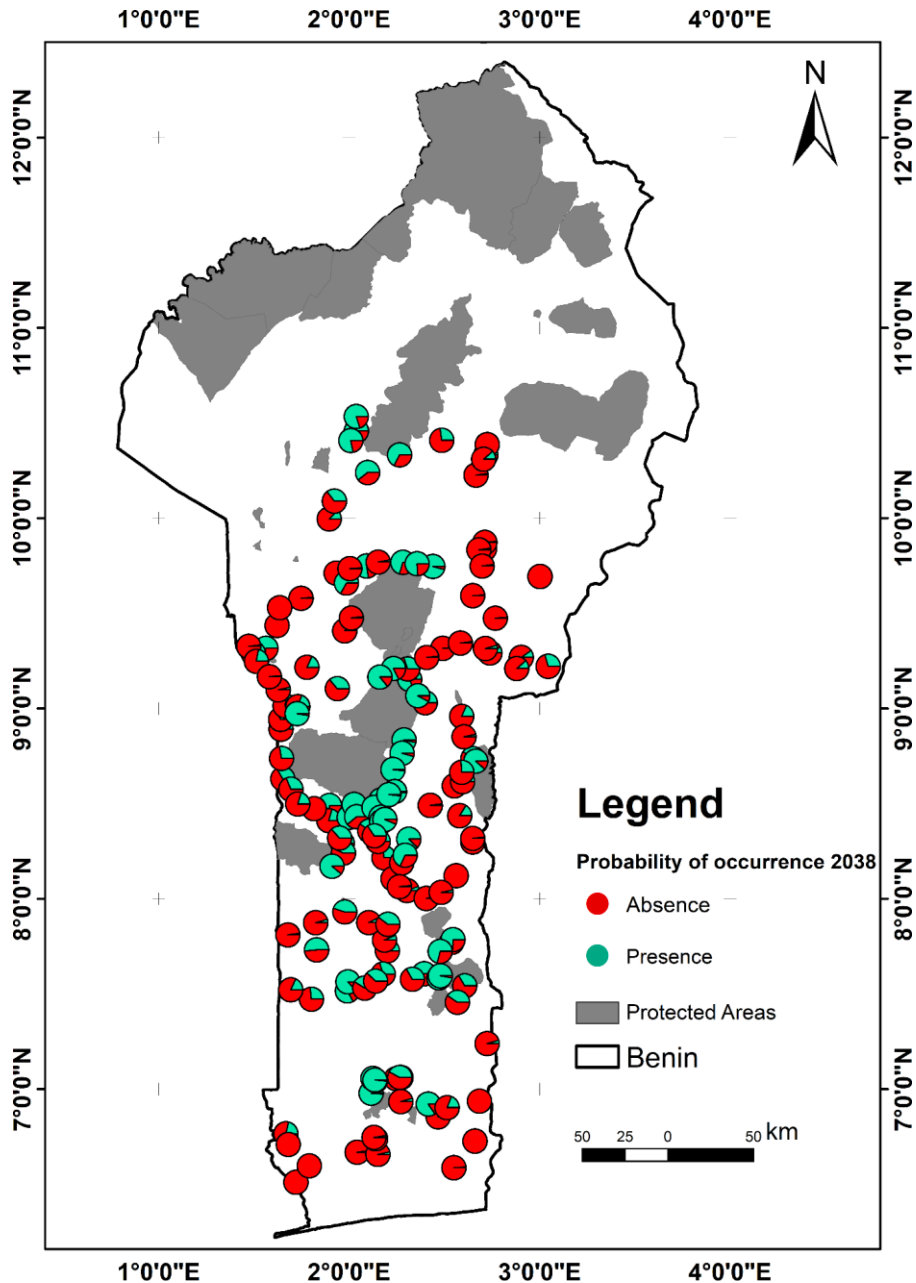 1°0'0"E 2°0'0"E 3°0'0"E 4°0'0"E
N
12°0'0"N 12°0'0"N
11°0'0"N 11°0'0"N
10°0'0"N 10°0'0"N
9°0'0"N 9°0'0"N
Legend
Probability of occurrence 2038
Absence
8°0'0"N 8°0'0"N
Presence
Protected Areas
Benin
7°0'0"N 7°0'0"N
50 25 0 50 km
1°0'0"E 2°0'0"E 3°0'0"E 4°0'0"E